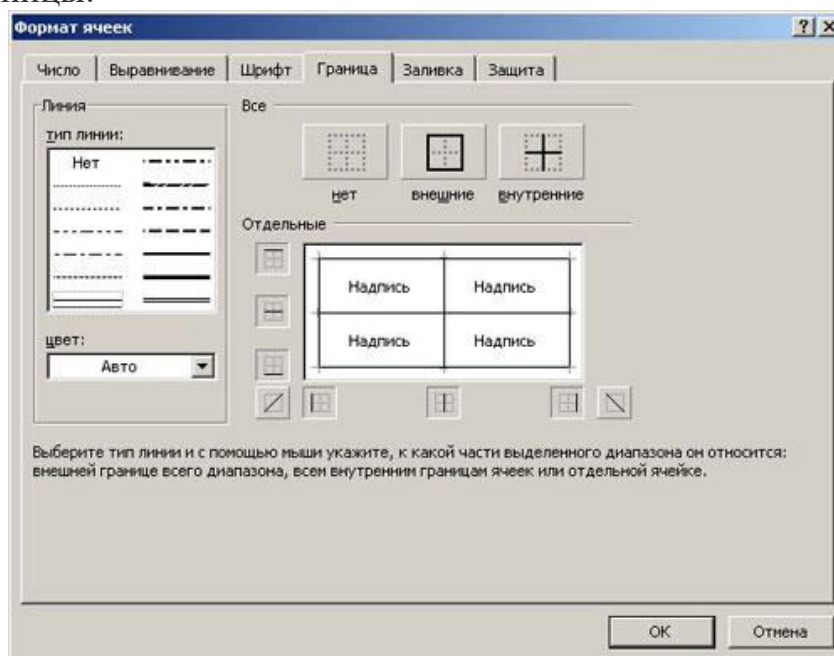 Формат ячеек
Число Выравнивание Шрифт Граница Заливка Защита
Линия
тип линии:
Нет
цвет:
Авто
Все
нет внешние внутренние
Отдельные
Надпись Надпись
Надпись Надпись
Выберите тип линии и с помощью мыши укажите, к какой части выделенного диапазона он относится:
внешней границе всего диапазона, всем внутренним границам ячеек или отдельной ячейке.
ОК Отмена